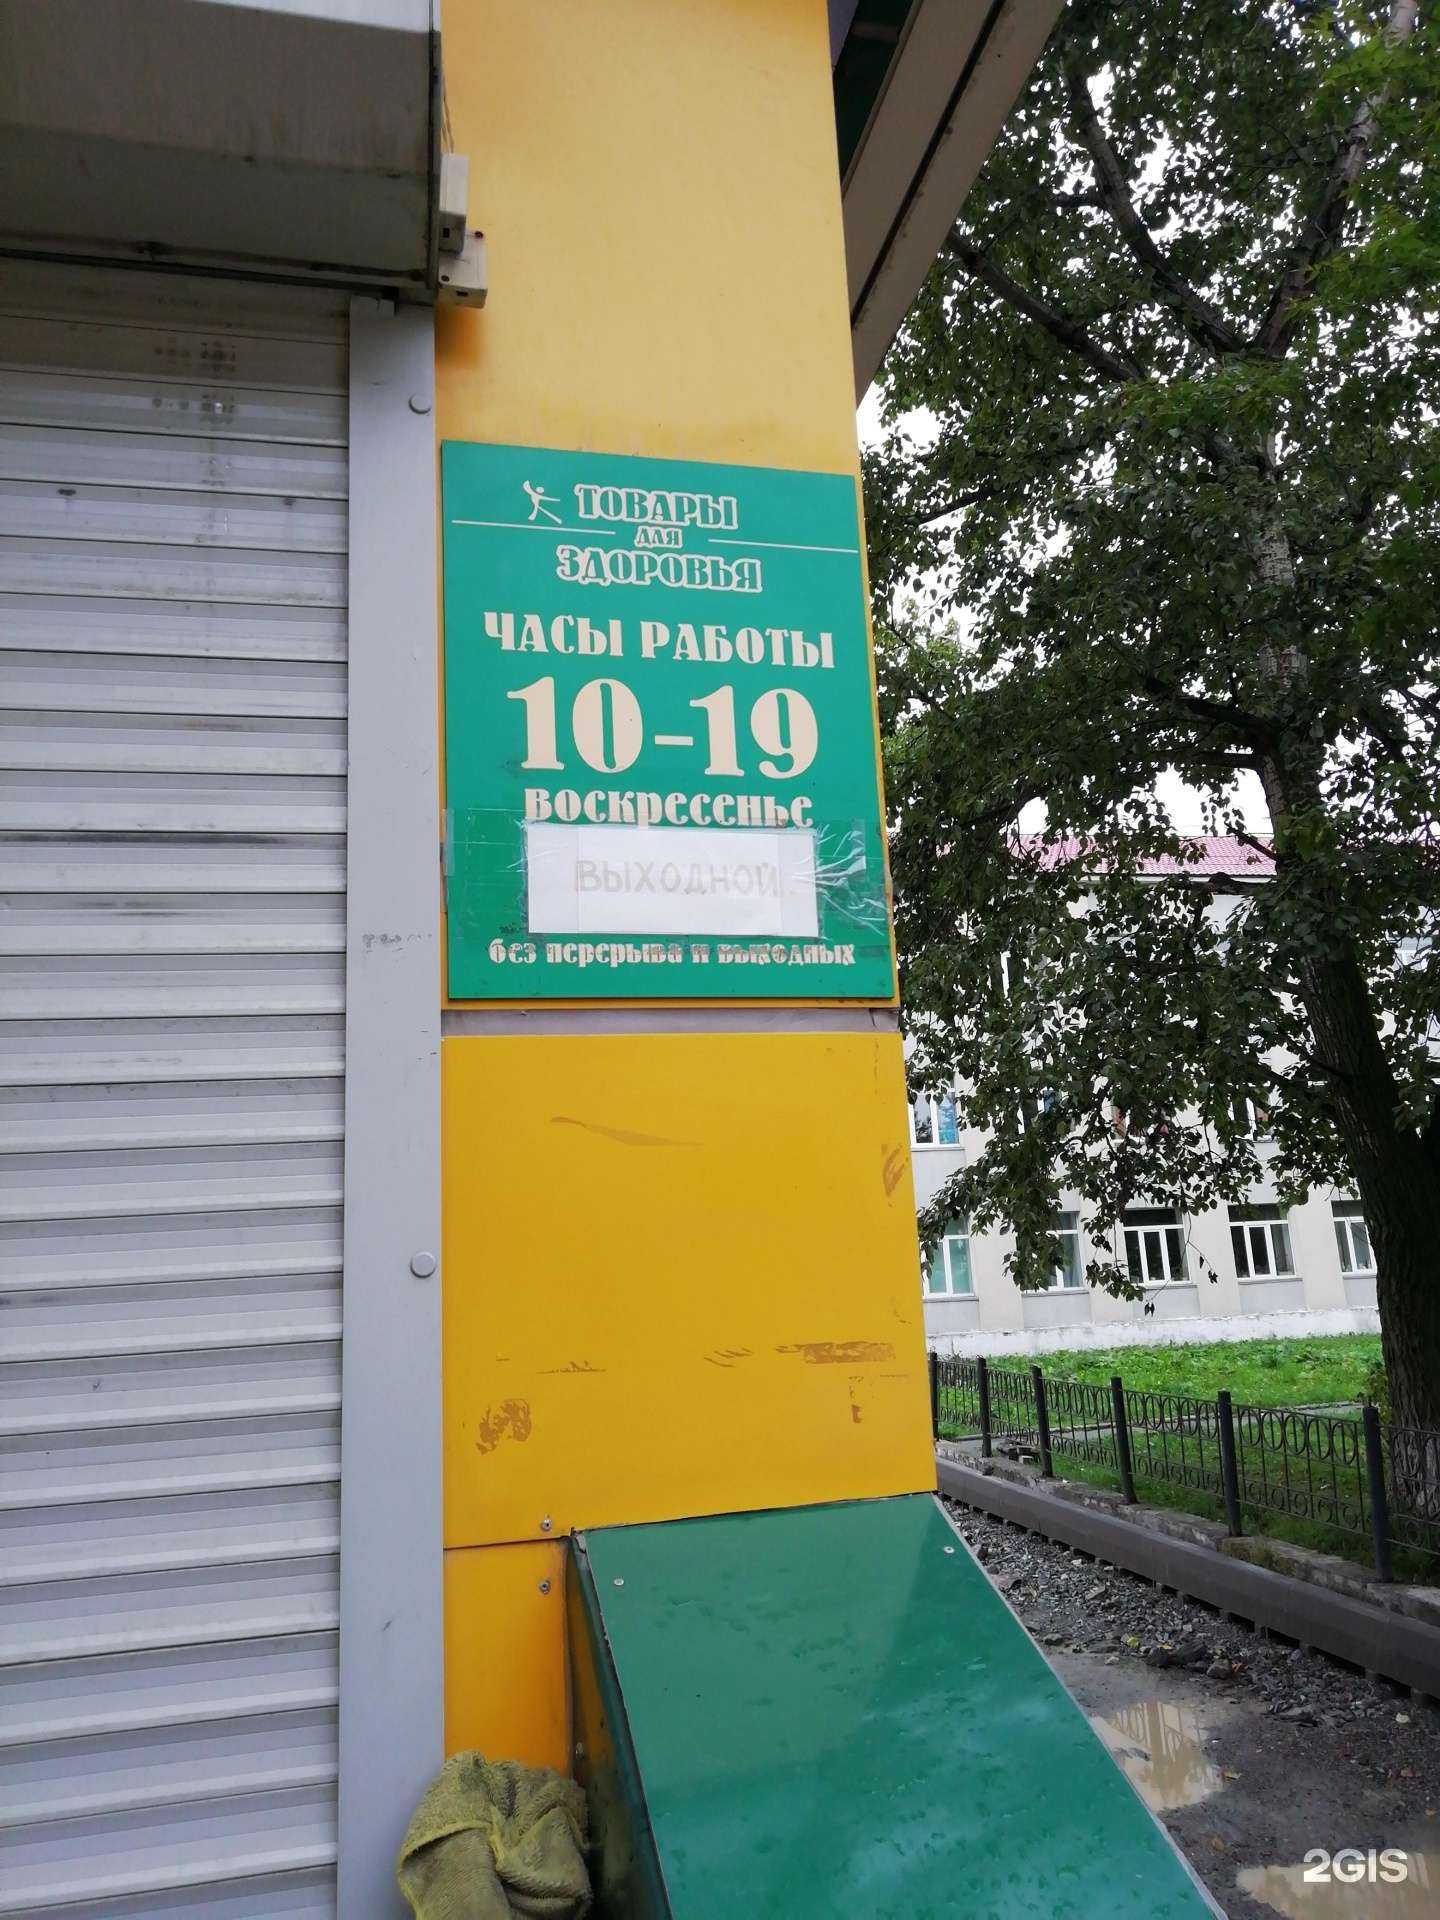 ТОВАРЫ
для
ЗДОРОВЬЯ
ЧАСЫ РАБОТЫ
10-19
воскресенье
ВЫХОДНОЙ
без перерыва и выходных
2GIS